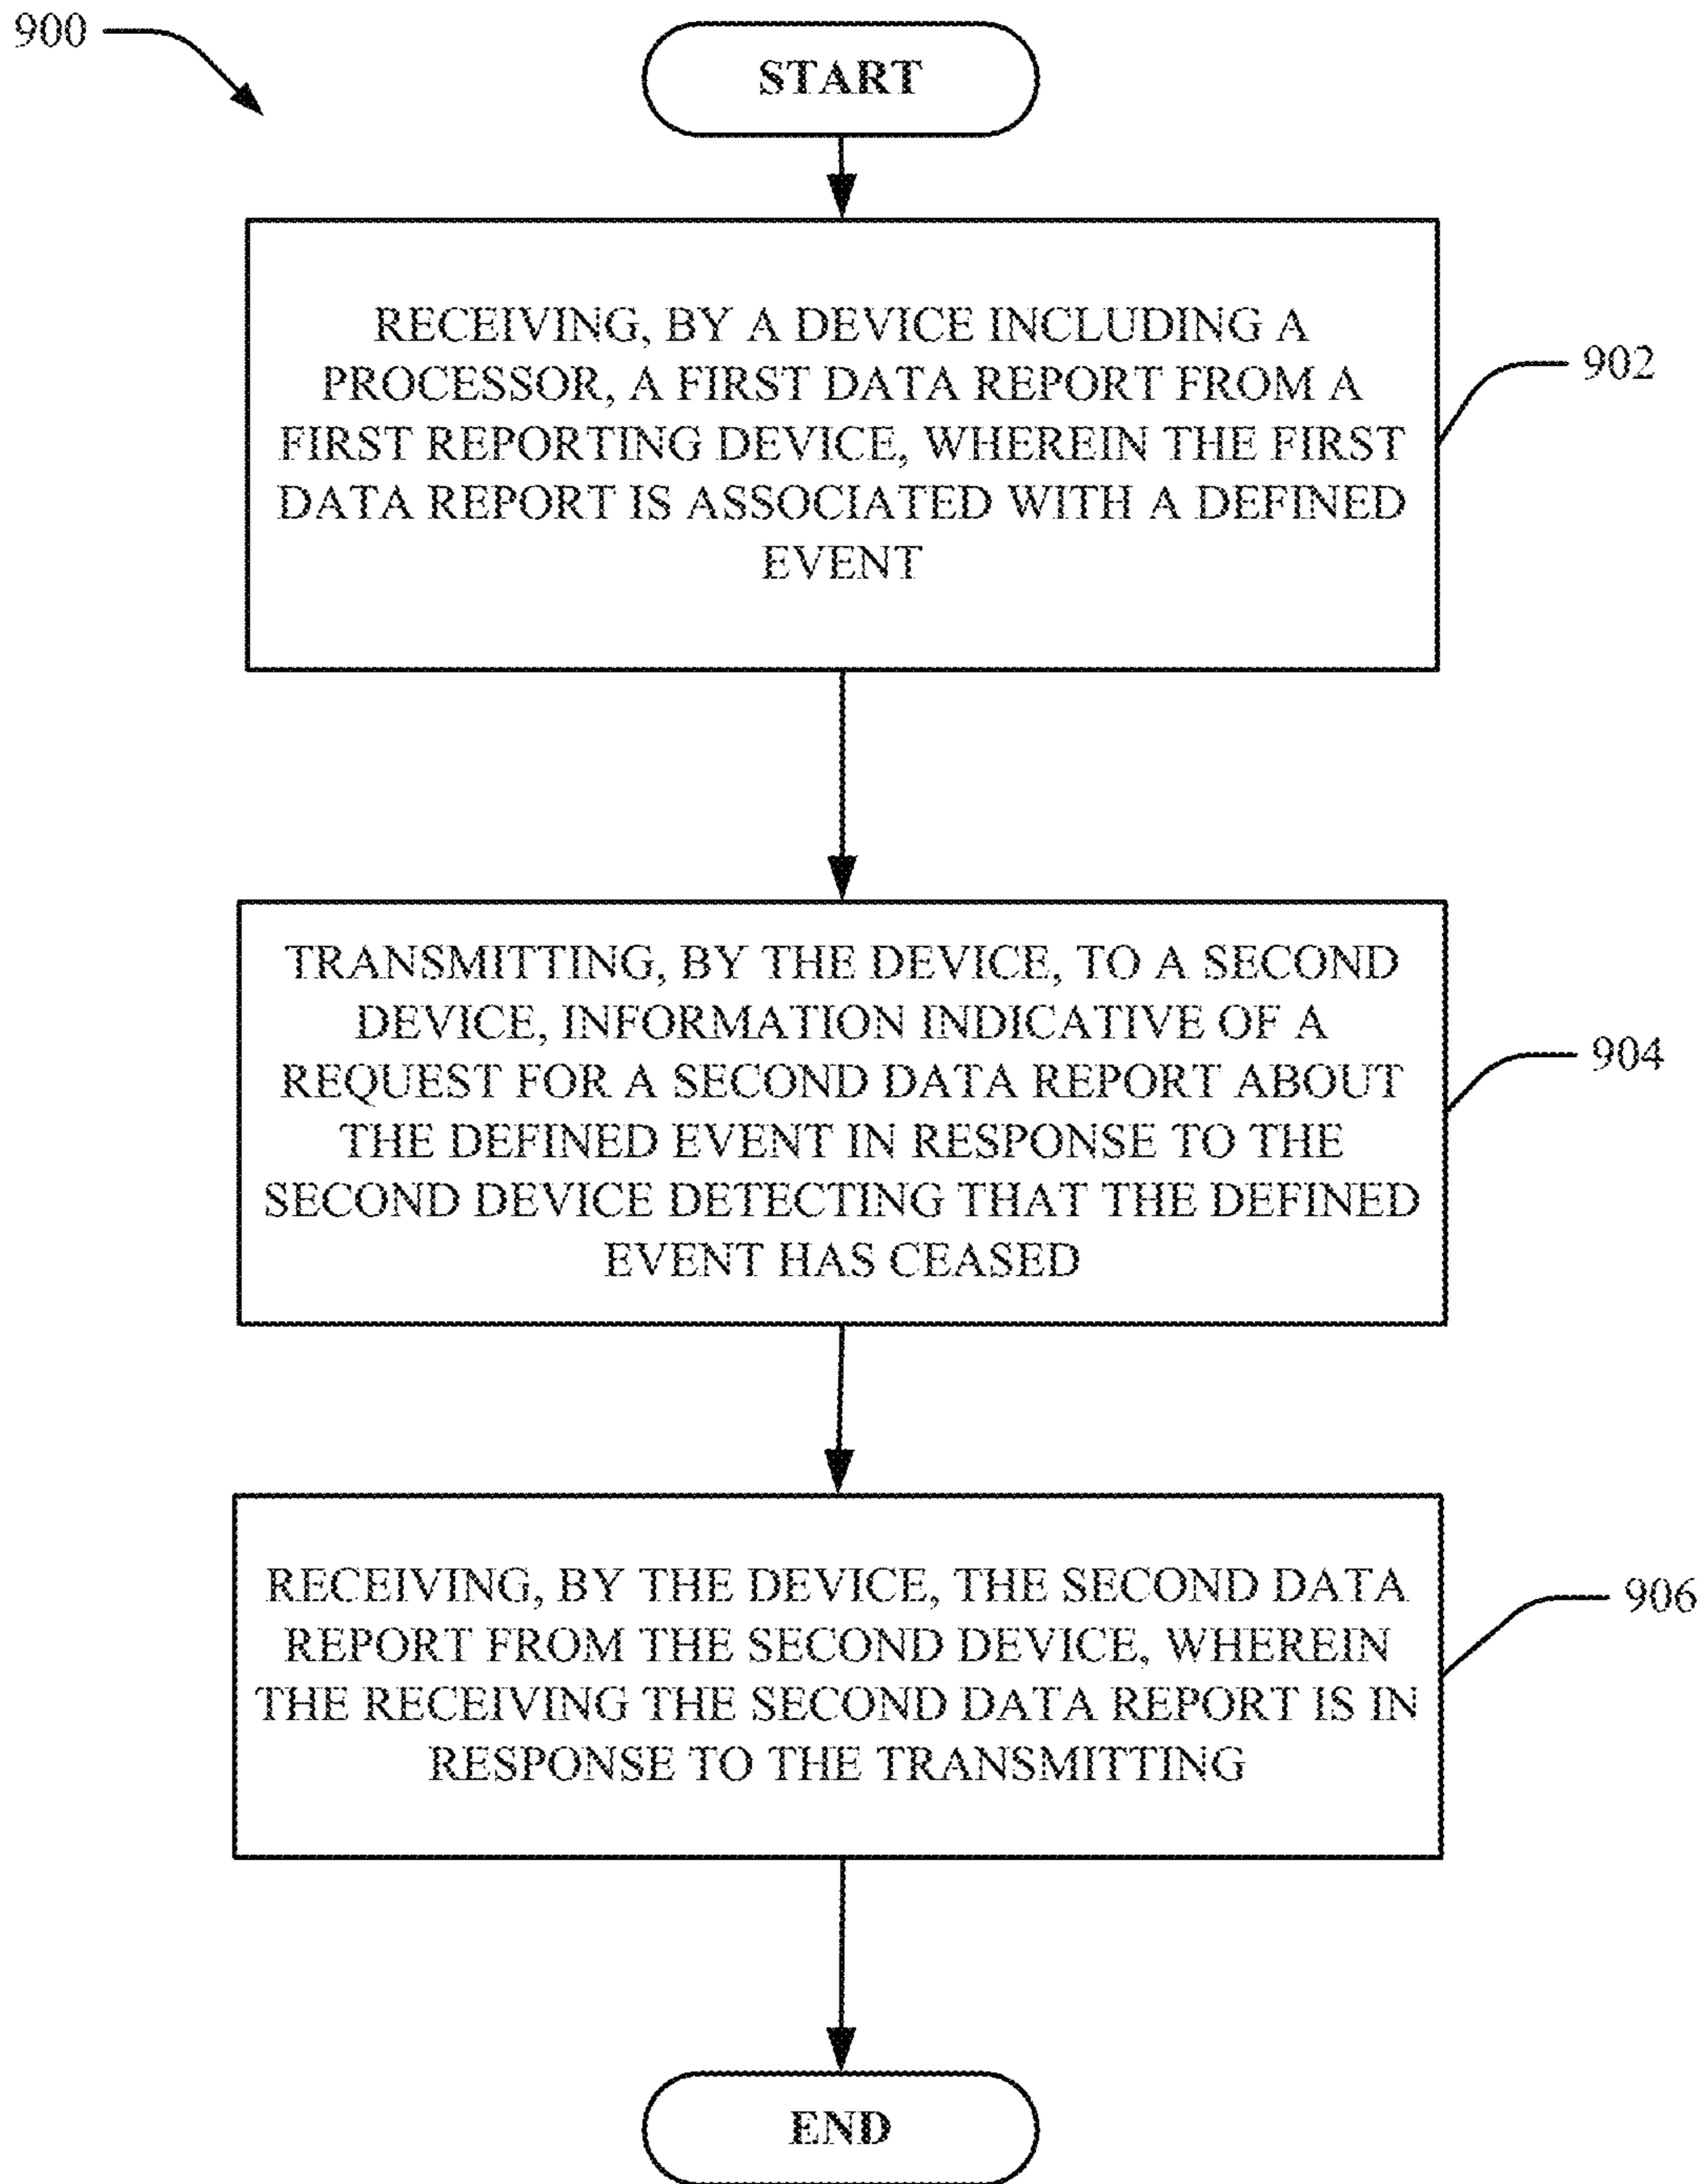 900
START
RECEIVING, BY A DEVICE INCLUDING A
PROCESSOR, A FIRST DATA REPORT FROM A
FIRST REPORTING DEVICE, WHEREIN THE FIRST
DATA REPORT IS ASSOCIATED WITH A DEFINED
EVENT
902
TRANSMITTING, BY THE DEVICE, TO A SECOND
DEVICE, INFORMATION INDICATIVE OF A
REQUEST FOR A SECOND DATA REPORT ABOUT
THE DEFINED EVENT IN RESPONSE TO THE
SECOND DEVICE DETECTING THAT THE DEFINED
EVENT HAS CEASED
904
RECEIVING, BY THE DEVICE, THE SECOND DATA
REPORT FROM THE SECOND DEVICE, WHEREIN
THE RECEIVING THE SECOND DATA REPORT IS IN
RESPONSE TO THE TRANSMITTING
906
END